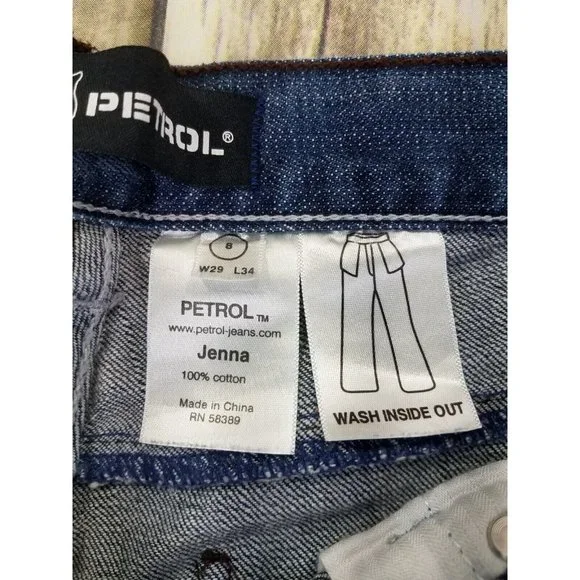 PETROL®
8
W29 L34
PETROL™
www.petrol-jeans.com
Jenna
100% cotton
Made in China
RN 58389
WASH INSIDE OUT